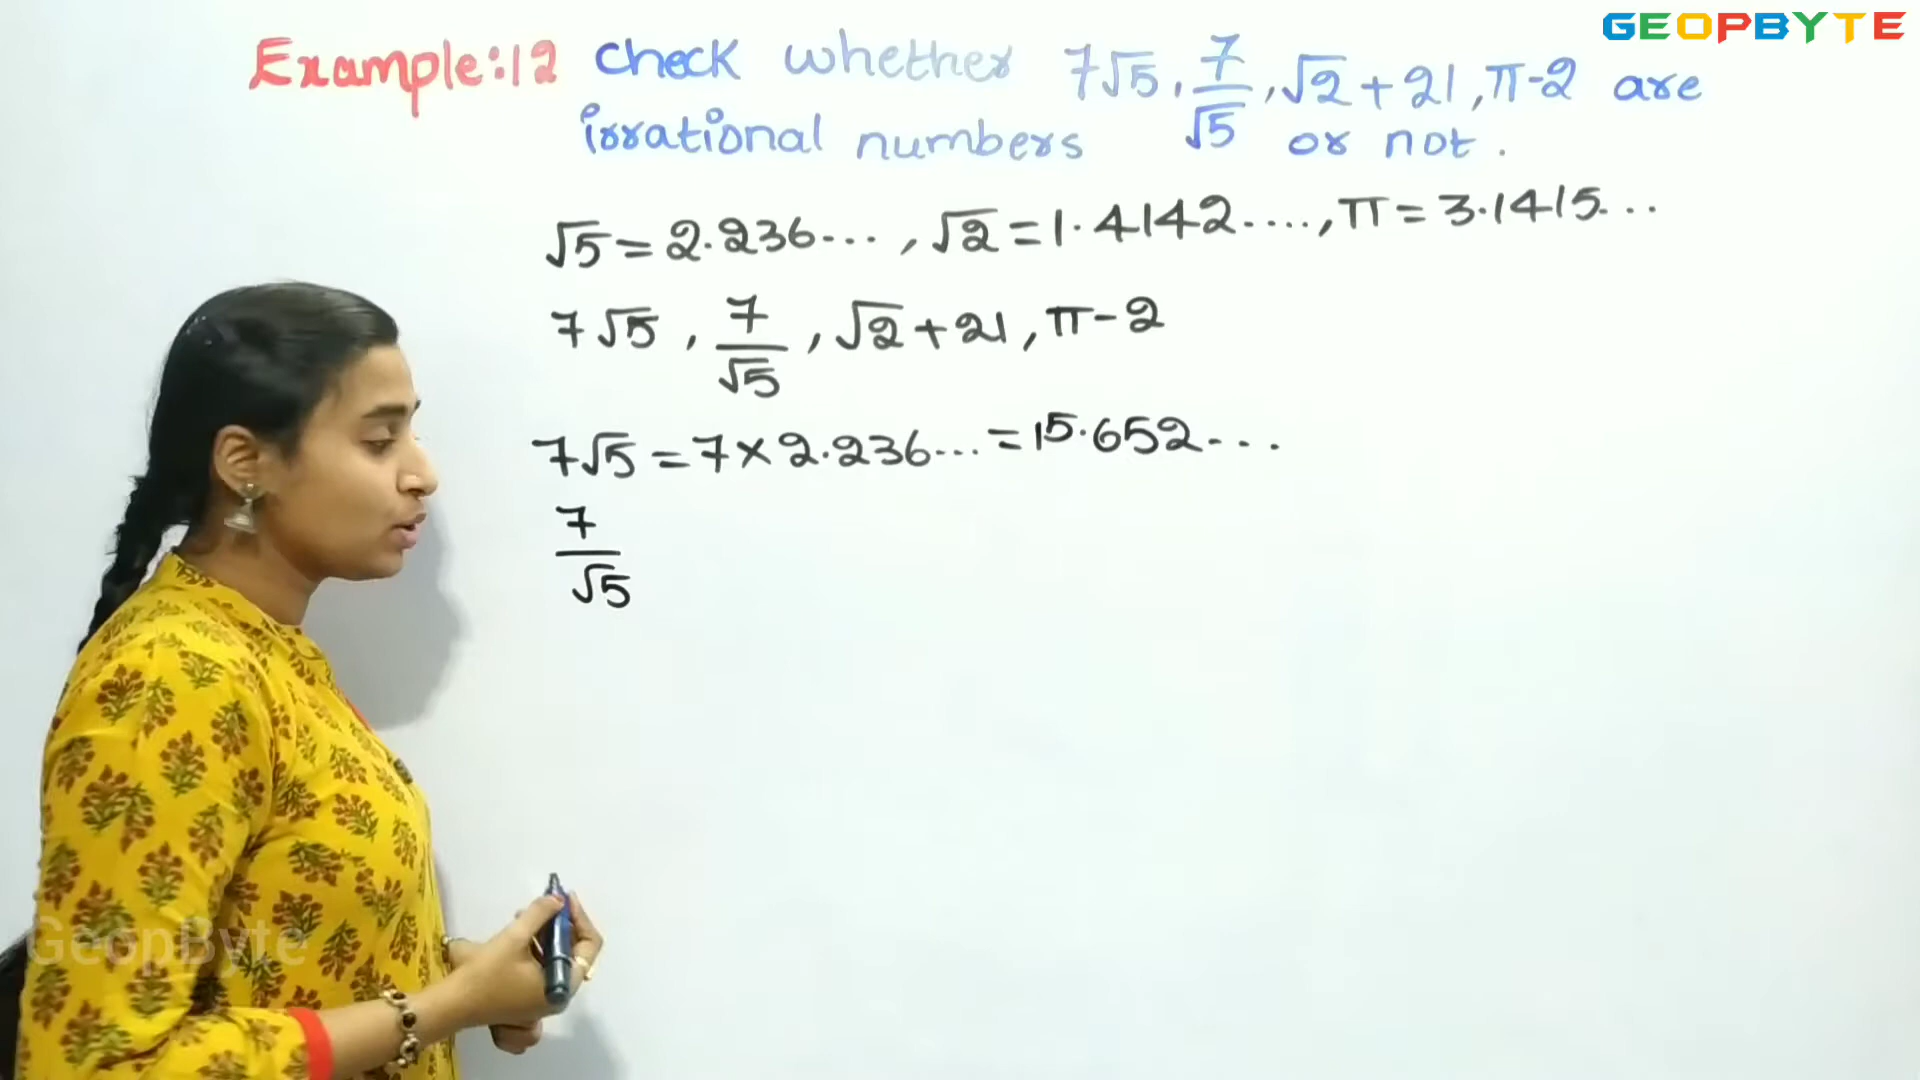 GEOPBYTE
Example:12 check whether 7√5, 7/√5, √2+21, π-2 are
irrational numbers or not.
√5=2.236..., √2=1.4142...., π=3.1415...
7√5, 7/√5, √2+21, π-2
7√5=7×2.236...=15.652...
7/√5
GeopByte